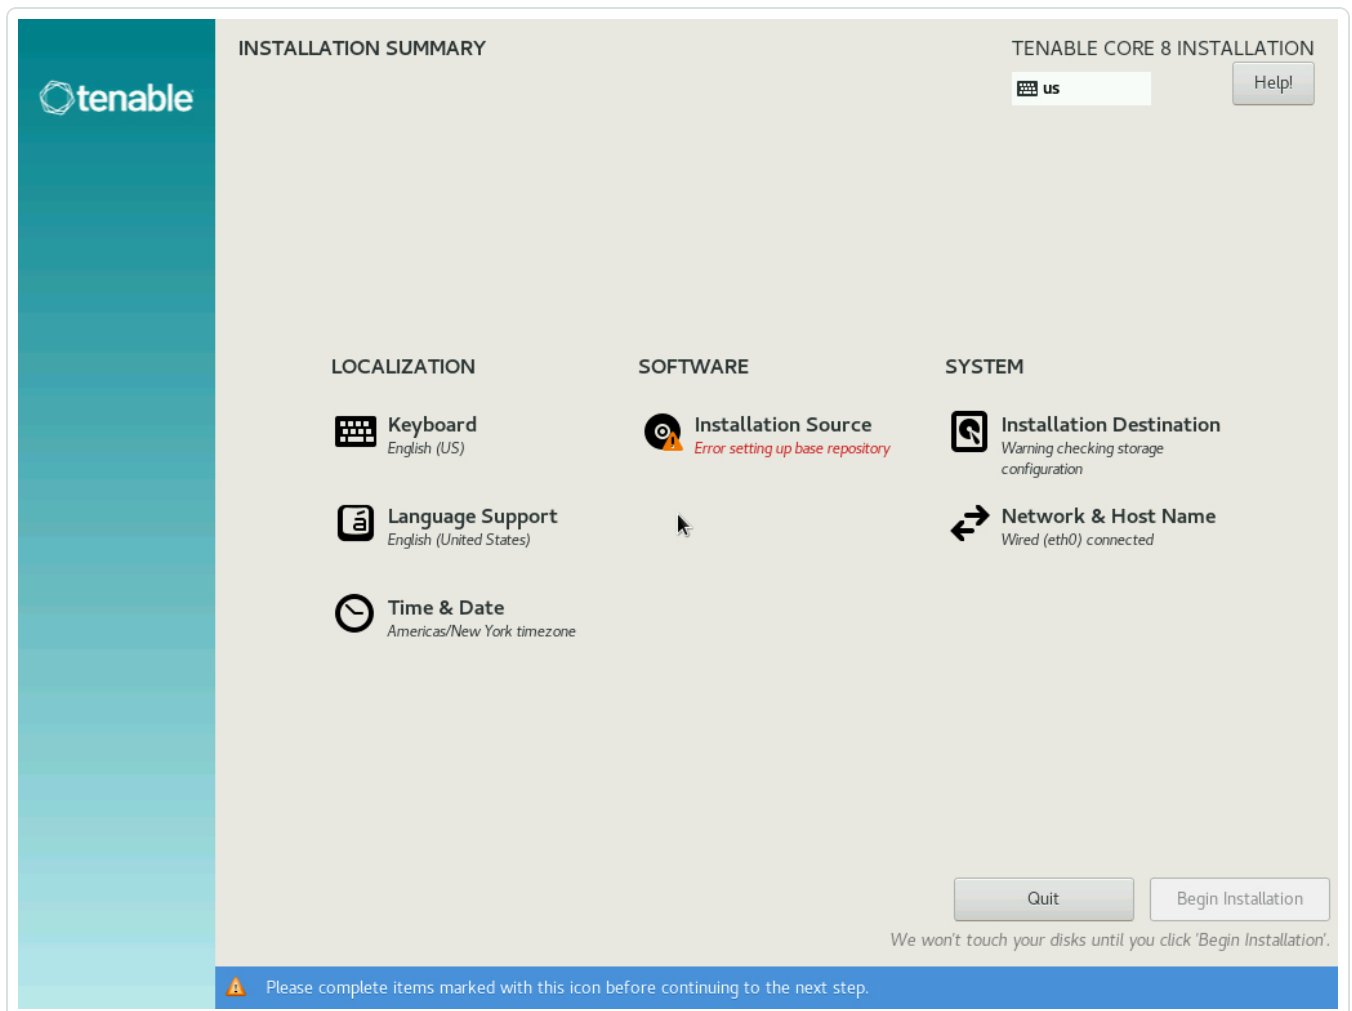 tenable
INSTALLATION SUMMARY
TENABLE CORE 8 INSTALLATION
us
Help!
LOCALIZATION
Keyboard
English (US)
Language Support
English (United States)
Time & Date
Americas/New York timezone
SOFTWARE
Installation Source
Error setting up base repository
SYSTEM
Installation Destination
Warning checking storage
configuration
Network & Host Name
Wired (eth0) connected
Quit
Begin Installation
We won't touch your disks until you click 'Begin Installation'.
Please complete items marked with this icon before continuing to the next step.